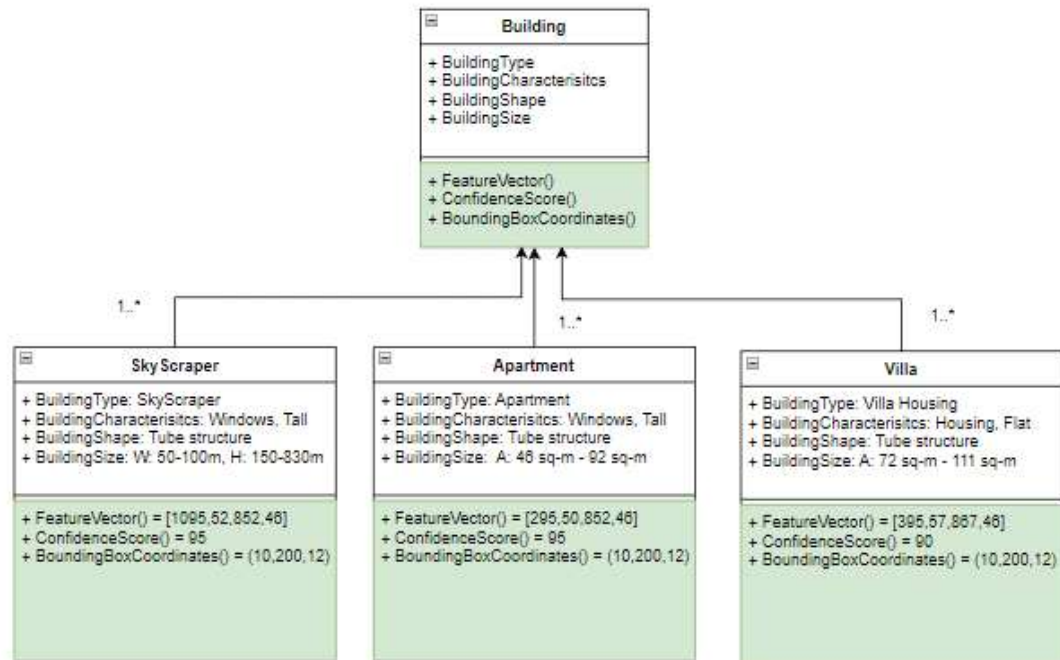 Building
+ BuildingType
+ BuildingCharacterisitcs
+ BuildingShape
+ BuildingSize
+ FeatureVector()
+ ConfidenceScore()
+ BoundingBoxCoordinates()
1..*
1..*
1..*
SkyScraper
+ BuildingType: SkyScraper
+ BuildingCharacterisitcs: Windows, Tall
+ BuildingShape: Tube structure
+ BuildingSize: W: 50-100m, H: 150-830m
+ FeatureVector() = [1095,52,852,46]
+ ConfidenceScore() = 95
+ BoundingBoxCoordinates() = (10,200,12)
Apartment
+ BuildingType: Apartment
+ BuildingCharacterisitcs: Windows, Tall
+ BuildingShape: Tube structure
+ BuildingSize: A: 46 sq-m - 92 sq-m
+ FeatureVector() = [295,50,852,46]
+ ConfidenceScore() = 95
+ BoundingBoxCoordinates() = (10,200,12)
Villa
+ BuildingType: Villa Housing
+ BuildingCharacterisitcs: Housing, Flat
+ BuildingShape: Tube structure
+ BuildingSize: A: 72 sq-m - 111 sq-m
+ FeatureVector() = [395,57,867,46]
+ ConfidenceScore() = 90
+ BoundingBoxCoordinates() = (10,200,12)